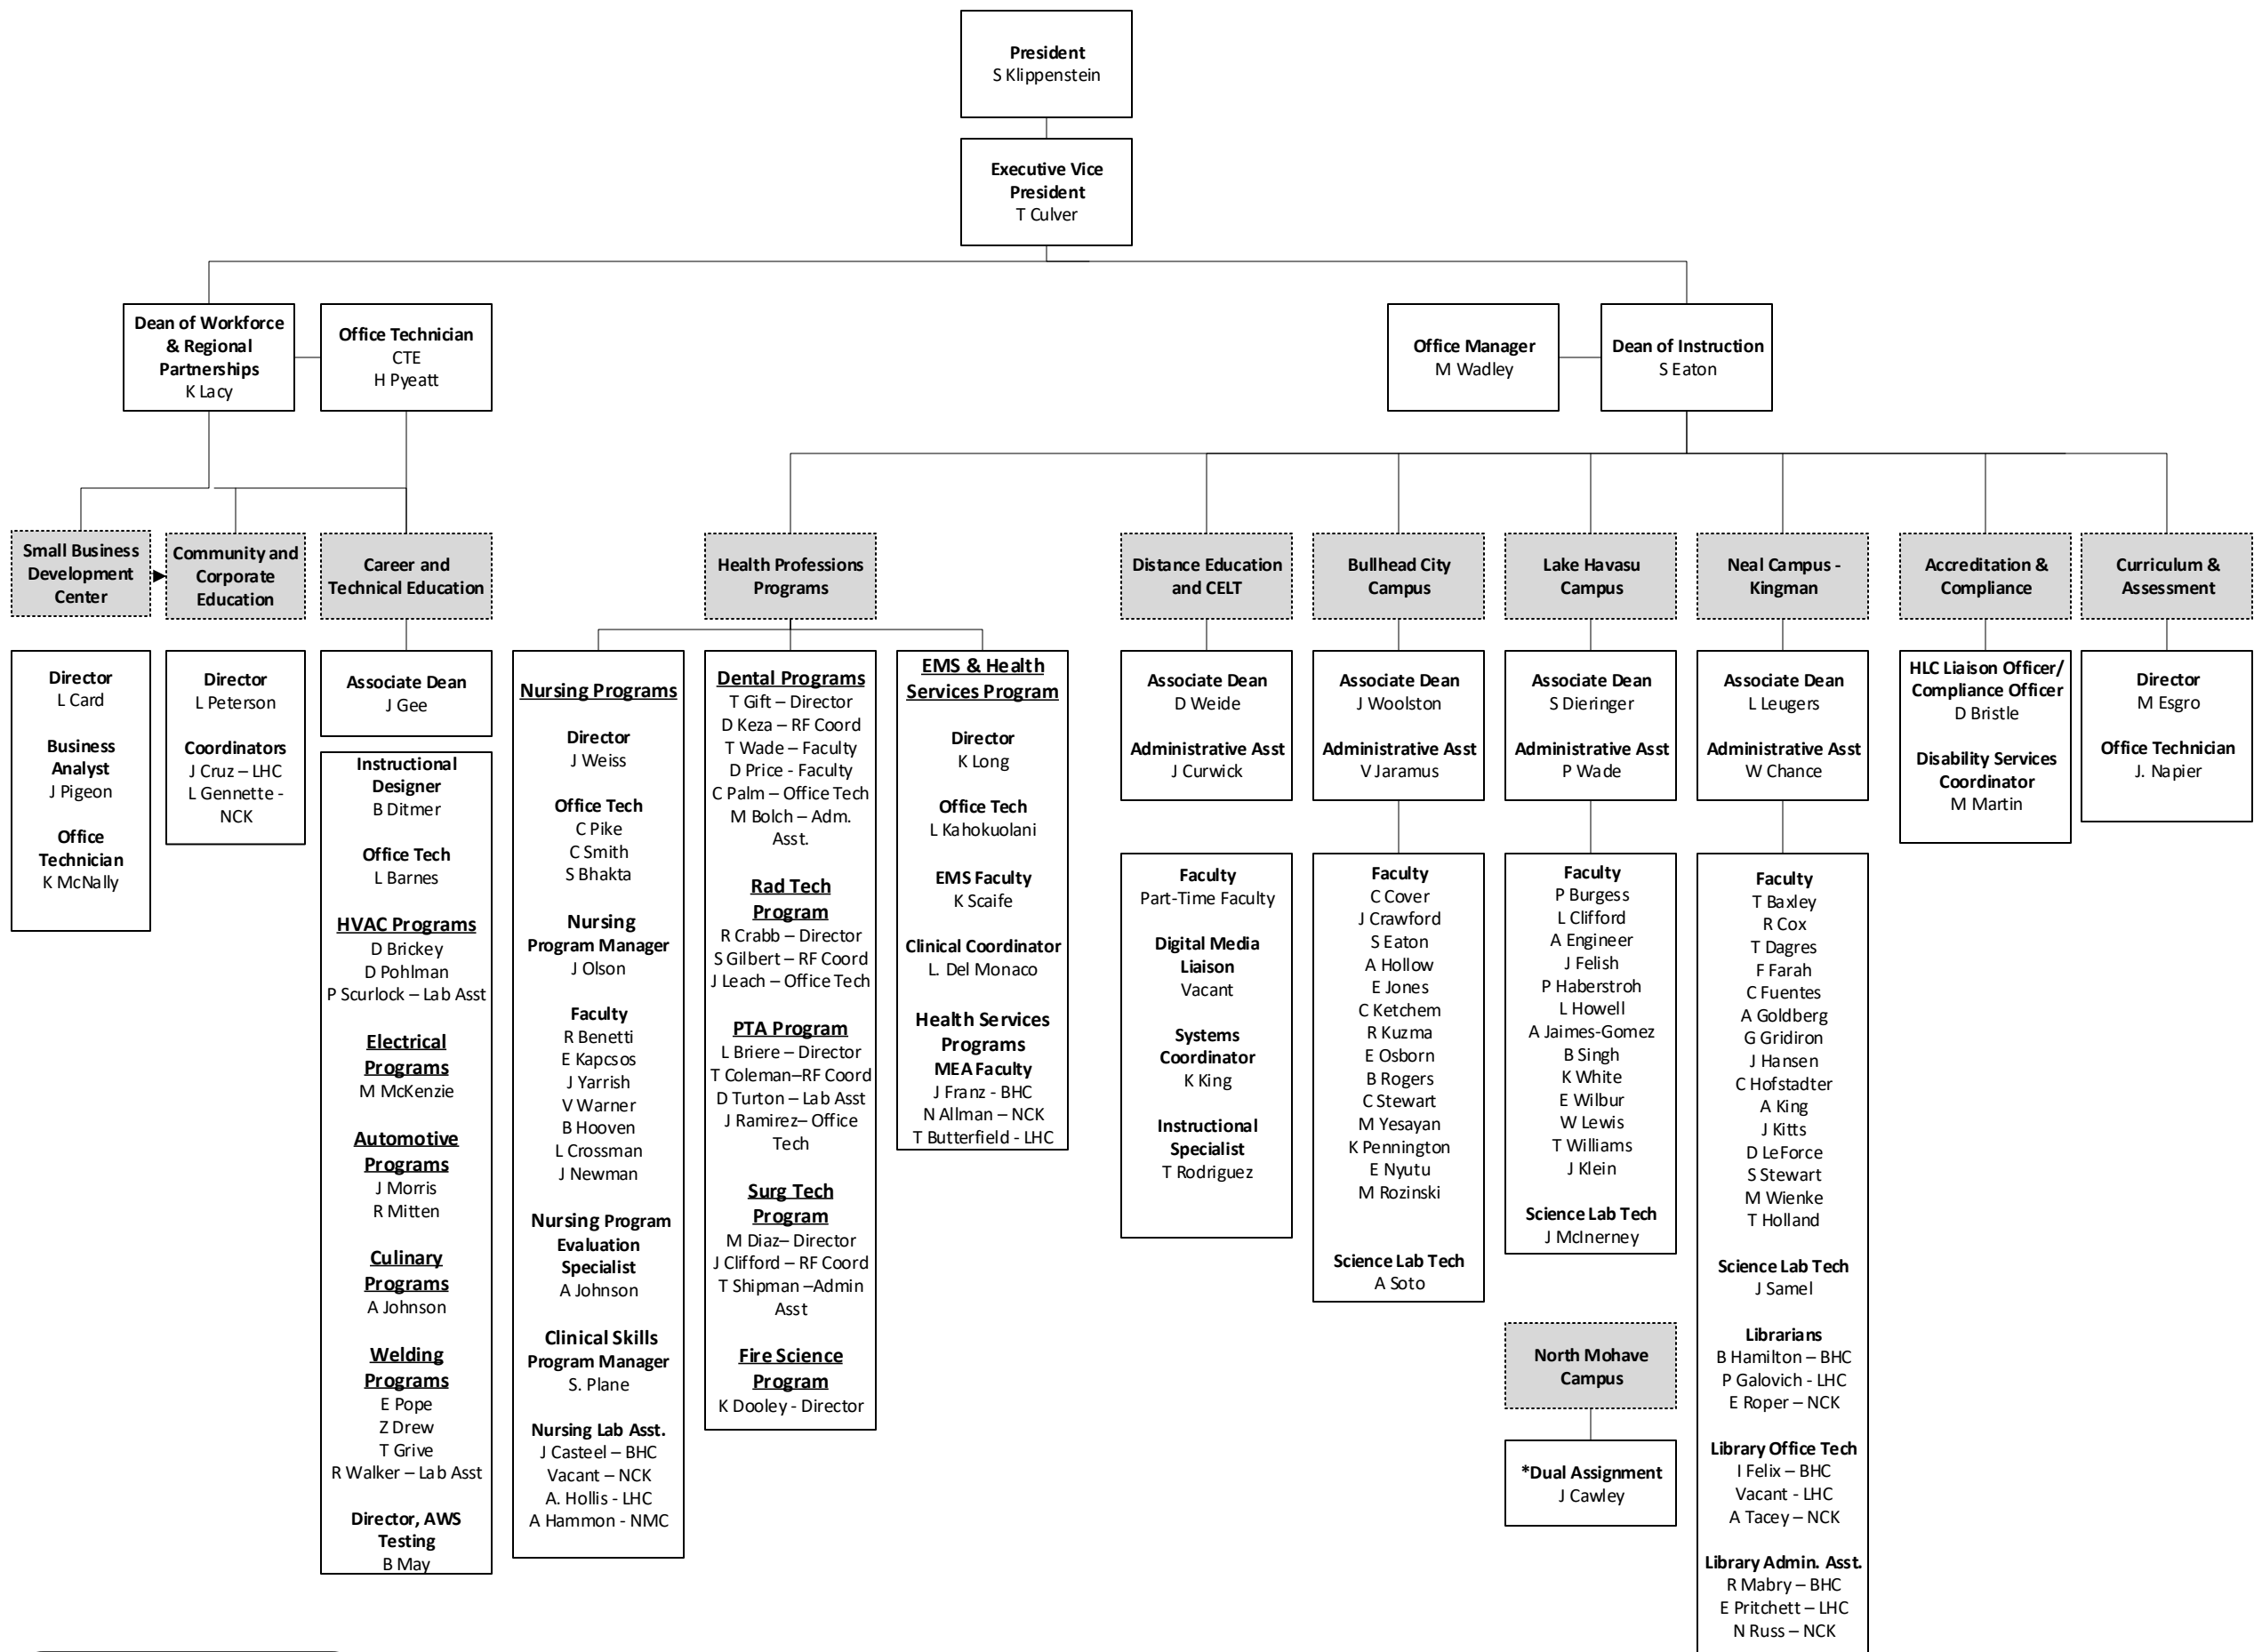 President
S Klippenstein
Executive Vice
President
T Culver
Dean of Workforce
& Regional
Partnerships
K Lacy
Office Technician
CTE
H Pyeatt
Office Manager
M Wadley
Dean of Instruction
S Eaton
Small Business
Development
Center
Community and
Corporate
Education
Career and
Technical Education
Health Professions
Programs
Distance Education
and CELT
Bullhead City
Campus
Lake Havasu
Campus
Neal Campus -
Kingman
Accreditation &
Compliance
Curriculum &
Assessment
Director
L Card
Business
Analyst
J Pigeon
Office
Technician
K McNally
Director
L Peterson
Coordinators
J Cruz – LHC
L Gennette -
NCK
Associate Dean
J Gee
Instructional
Designer
B Ditmer
Office Tech
L Barnes
HVAC Programs
D Brickey
D Pohlman
P Scurlock – Lab Asst
Electrical
Programs
M McKenzie
Automotive
Programs
J Morris
R Mitten
Culinary
Programs
A Johnson
Welding
Programs
E Pope
Z Drew
T Grive
R Walker – Lab Asst
Director, AWS
Testing
B May
Nursing Programs
Director
J Weiss
Office Tech
C Pike
C Smith
S Bhakta
Nursing
Program Manager
J Olson
Faculty
R Benetti
E Kapcsos
J Yarrish
V Warner
B Hooven
L Crossman
J Newman
Nursing Program
Evaluation
Specialist
A Johnson
Clinical Skills
Program Manager
S. Plane
Nursing Lab Asst.
J Casteel – BHC
Vacant – NCK
A. Hollis - LHC
A Hammon - NMC
Dental Programs
T Gift – Director
D Keza – RF Coord
T Wade – Faculty
D Price - Faculty
C Palm – Office Tech
M Bolch – Adm.
Asst.
Rad Tech
Program
R Crabb – Director
S Gilbert – RF Coord
J Leach – Office Tech
PTA Program
L Briere – Director
T Coleman–RF Coord
D Turton – Lab Asst
J Ramirez– Office
Tech
Surg Tech
Program
M Diaz– Director
J Clifford – RF Coord
T Shipman –Admin
Asst
Fire Science
Program
K Dooley - Director
EMS & Health
Services Program
Director
K Long
Office Tech
L Kahokuolani
EMS Faculty
K Scaife
Clinical Coordinator
L. Del Monaco
Health Services
Programs
MEA Faculty
J Franz - BHC
N Allman – NCK
T Butterfield - LHC
Associate Dean
D Weide
Administrative Asst
J Curwick
Faculty
Part-Time Faculty
Digital Media
Liaison
Vacant
Systems
Coordinator
K King
Instructional
Specialist
T Rodriguez
Associate Dean
J Woolston
Administrative Asst
V Jaramus
Faculty
C Cover
J Crawford
S Eaton
A Hollow
E Jones
C Ketchem
R Kuzma
E Osborn
B Rogers
C Stewart
M Yesayan
K Pennington
E Nyutu
M Rozinski
Science Lab Tech
A Soto
Associate Dean
S Dieringer
Administrative Asst
P Wade
Faculty
P Burgess
L Clifford
A Engineer
J Felish
P Haberstroh
L Howell
A Jaimes-Gomez
B Singh
K White
E Wilbur
W Lewis
T Williams
J Klein
Science Lab Tech
J McInerney
North Mohave
Campus
*Dual Assignment
J Cawley
Associate Dean
L Leugers
Administrative Asst
W Chance
Faculty
T Baxley
R Cox
T Dagres
F Farah
C Fuentes
A Goldberg
G Gridiron
J Hansen
C Hofstadter
A King
J Kitts
D LeForce
S Stewart
M Wienke
T Holland
Science Lab Tech
J Samel
Librarians
B Hamilton – BHC
P Galovich - LHC
E Roper – NCK
Library Office Tech
I Felix – BHC
Vacant - LHC
A Tacey – NCK
Library Admin. Asst.
R Mabry – BHC
E Pritchett – LHC
N Russ – NCK
HLC Liaison Officer/
Compliance Officer
D Bristle
Disability Services
Coordinator
M Martin
Director
M Esgro
Office Technician
J. Napier